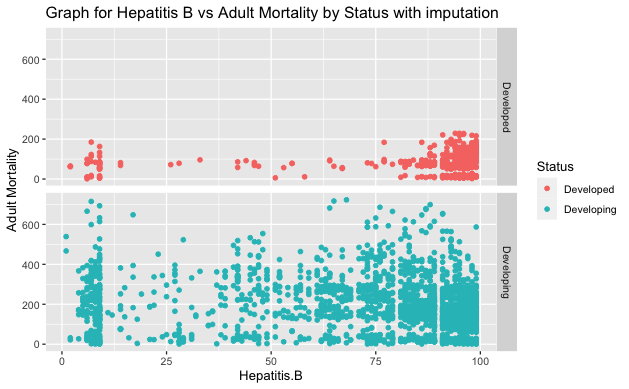 Graph for Hepatitis B vs Adult Mortality by Status with imputation
600
400
200
0
Developed
600
400
200
0
Developing
Adult Mortality
0 25 50 75 100
Hepatitis.B
Status
Developed
Developing